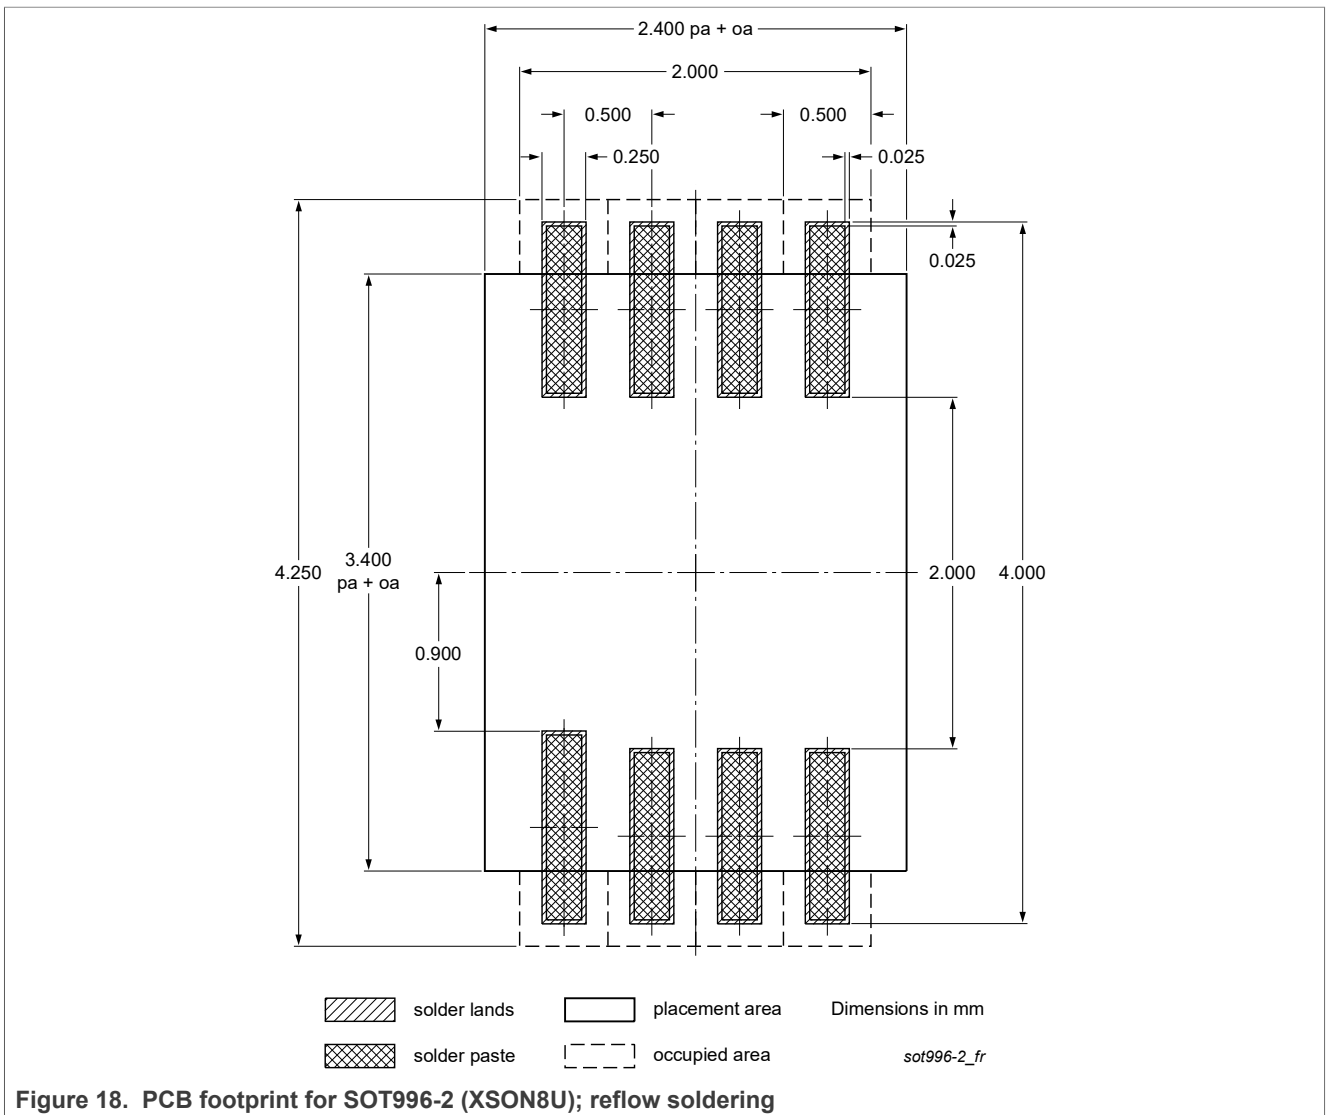 2.400 pa + oa
2.000
0.500
0.500
0.250
0.025
0.025
4.250
3.400
pa + oa
2.000
4.000
0.900
solder lands
placement area
Dimensions in mm
solder paste
occupied area
sot996-2_fr
Figure 18. PCB footprint for SOT996-2 (XSON8U); reflow soldering